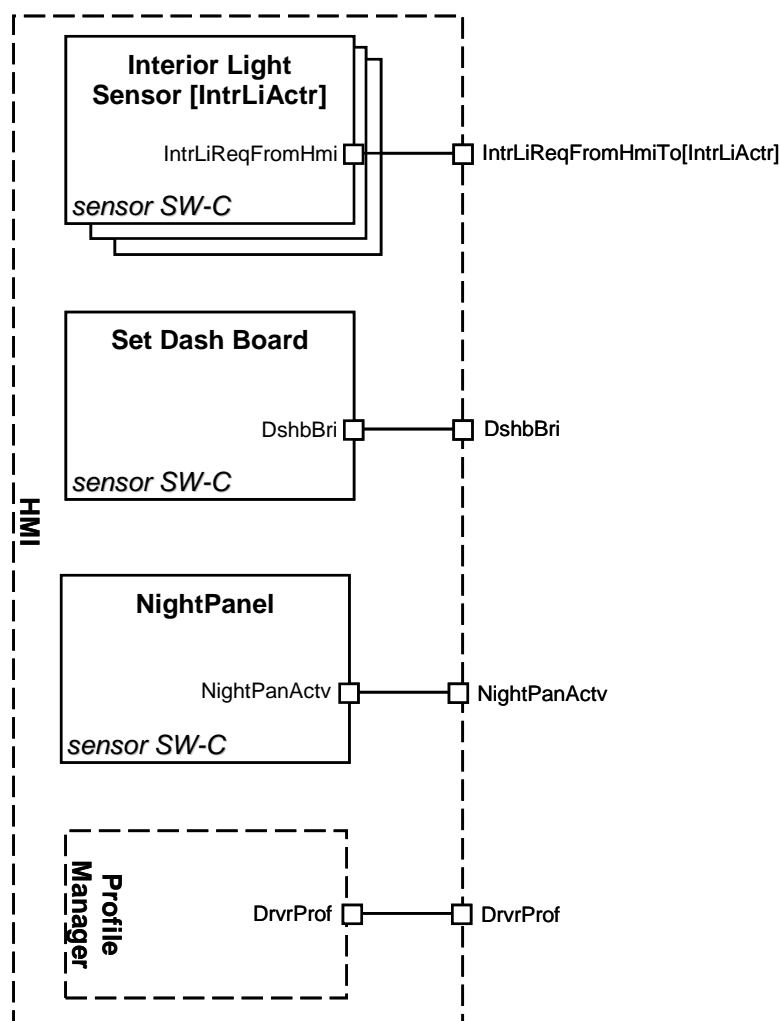 Interior Light
Sensor [IntrLiActr]
IntrLiReqFromHmi
IntrLiReqFromHmiTo[IntrLiActr]
sensor SW-C
Set Dash Board
DshbBri
DshbBri
sensor SW-C
HMI
NightPanel
NightPanActv
NightPanActv
sensor SW-C
Profile
Manager
DrvrProf
DrvrProf